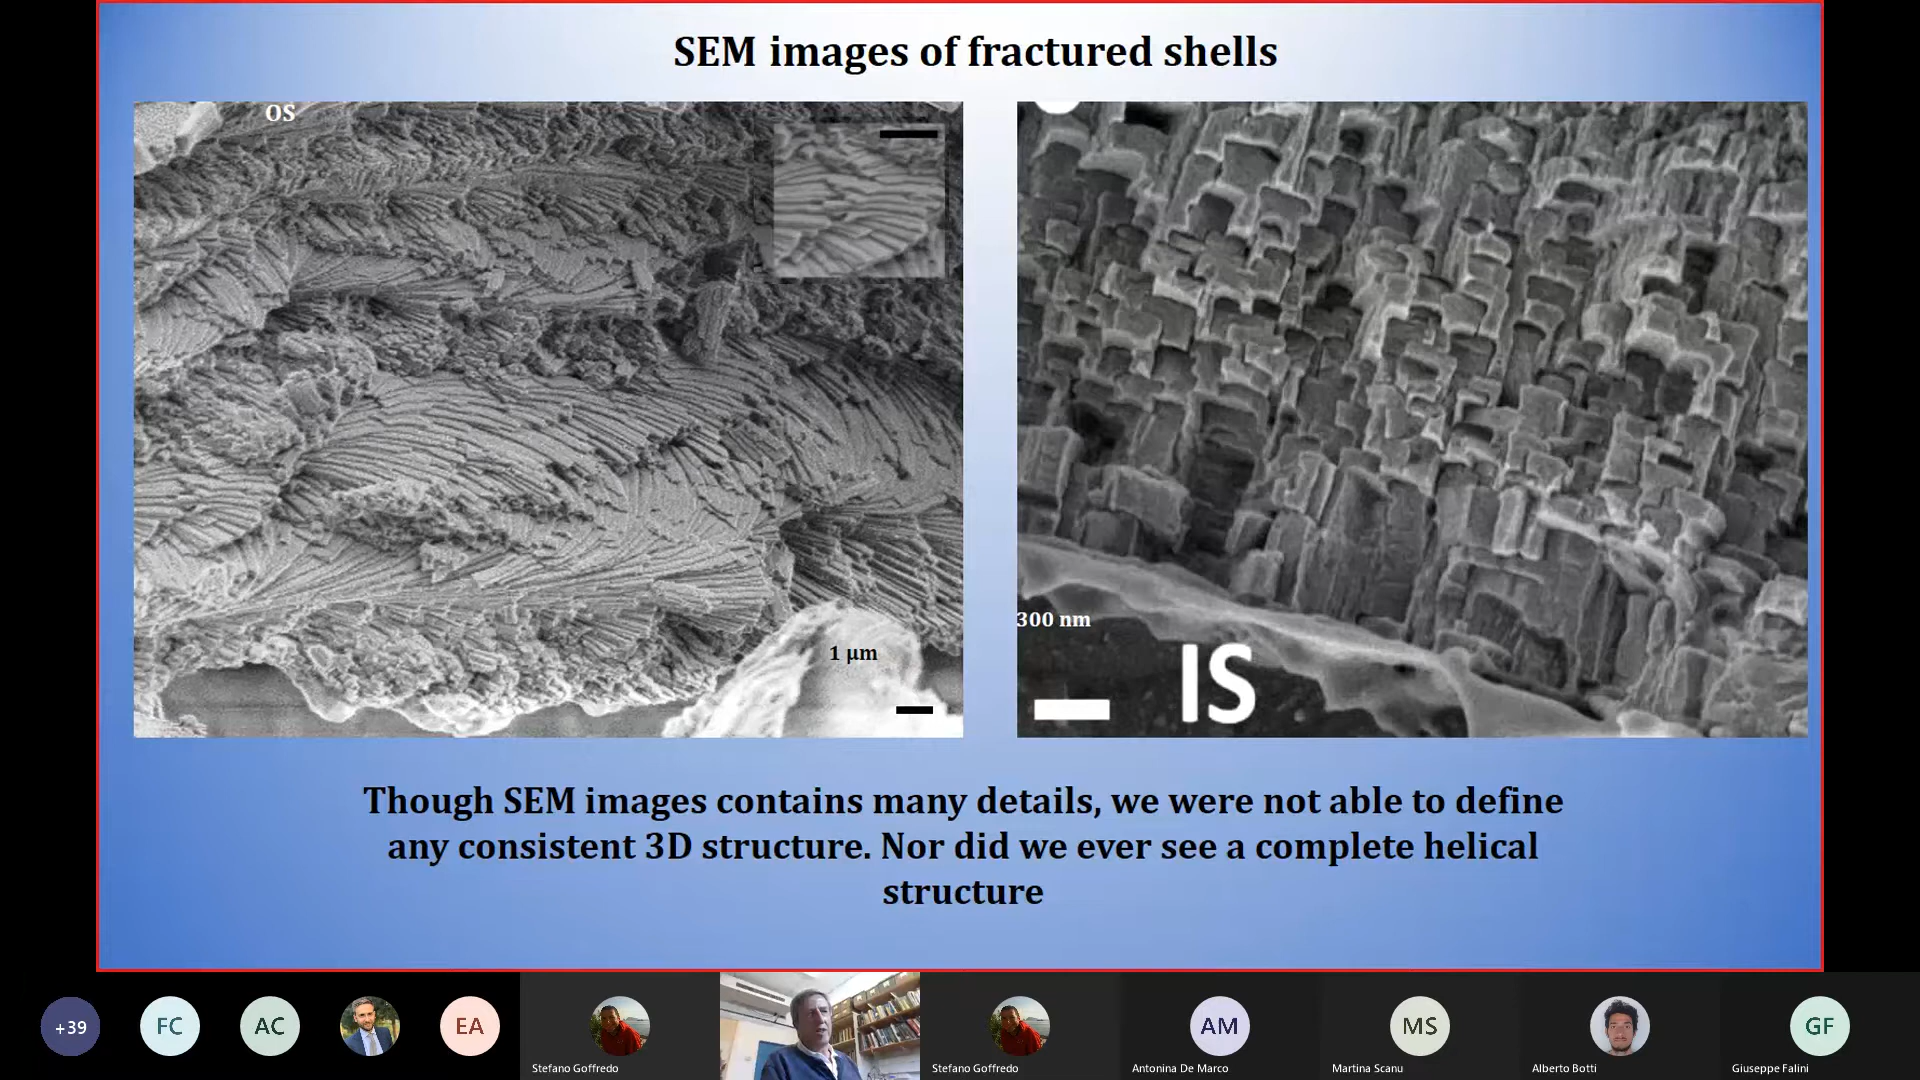 SEM images of fractured shells
OS
1 µm
300 nm
IS
Though SEM images contains many details, we were not able to define
any consistent 3D structure. Nor did we ever see a complete helical
structure
+39
FC
AC
EA
Stefano Goffredo
Stefano Goffredo
AM
Antonina De Marco
MS
Martina Scanu
Alberto Botti
GF
Giuseppe Falini